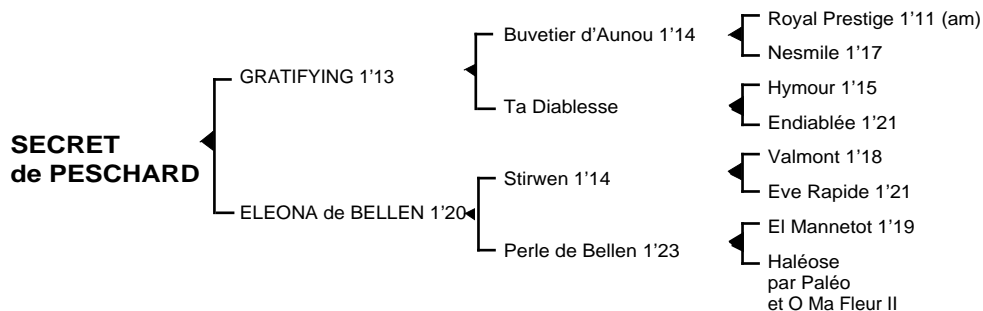 SECRET
de PESCHARD
GRATIFYING 1'13
ELEONA de BELLEN 1'20
Buvetier d'Aunou 1'14
Ta Diablesse
Stirwen 1'14
Perle de Bellen 1'23
Royal Prestige 1'11 (am)
Nesmile 1'17
Hymour 1'15
Endiablée 1'21
Valmont 1'18
Eve Rapide 1'21
El Mannetot 1'19
Haléose
par Paléo
et O Ma Fleur II